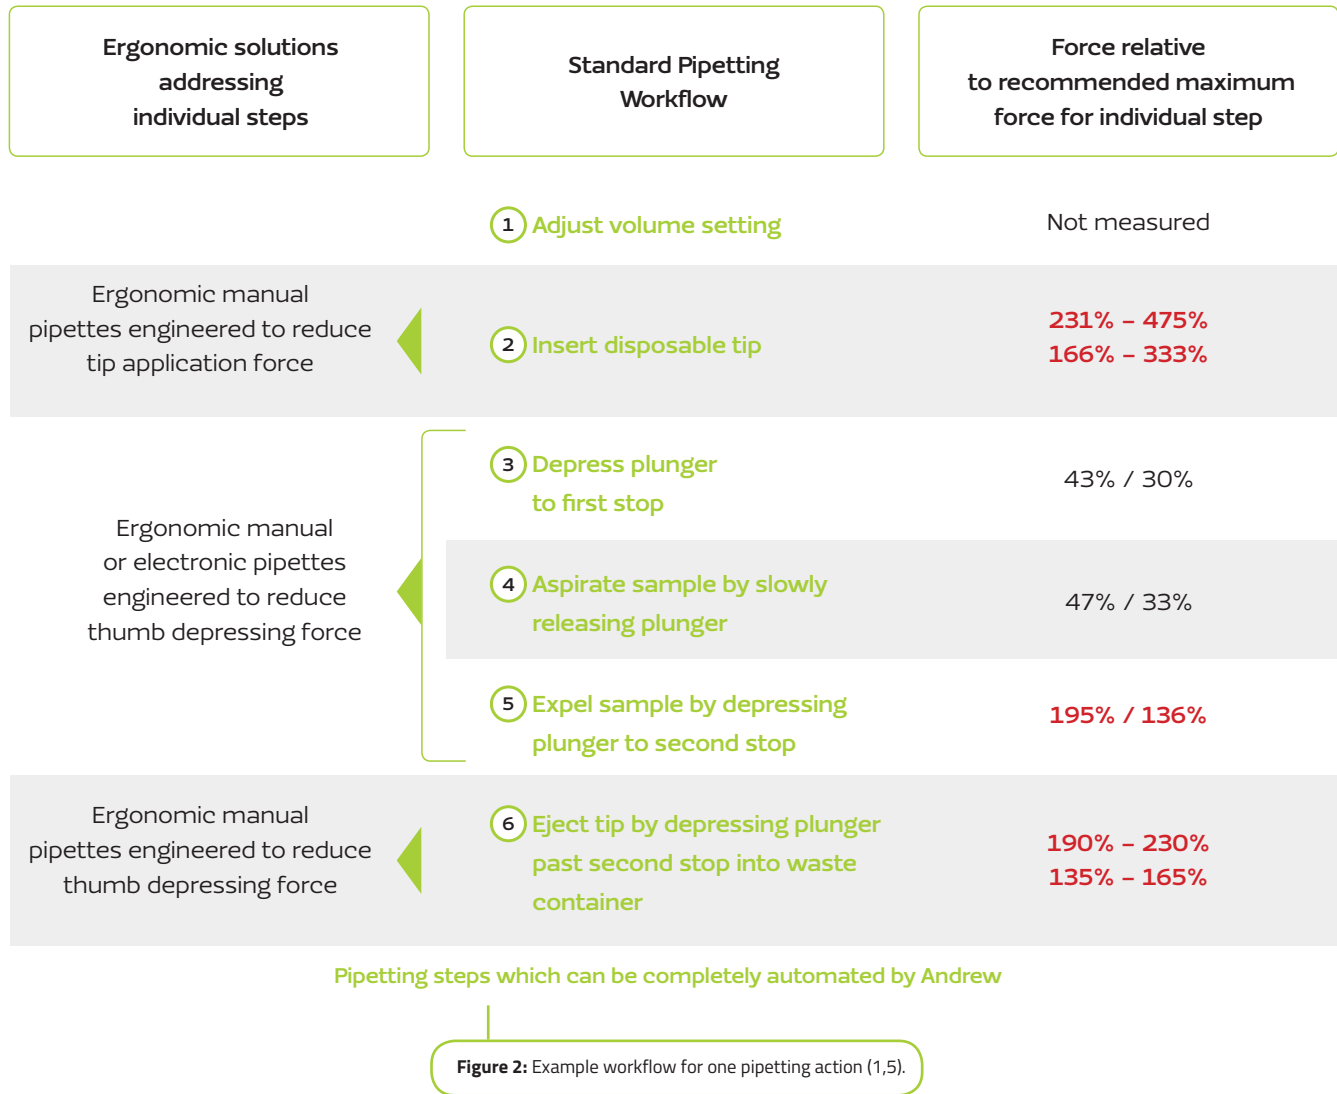 Ergonomic solutions
addressing
individual steps
Standard Pipetting
Workflow
Force relative
to recommended maximum
force for individual step
1 Adjust volume setting
Not measured
Ergonomic manual
pipettes engineered to reduce
tip application force
2 Insert disposable tip
231% – 475%
166% – 333%
Ergonomic manual
or electronic pipettes
engineered to reduce
thumb depressing force
3 Depress plunger
to first stop
43% / 30%
4 Aspirate sample by slowly
releasing plunger
47% / 33%
5 Expel sample by depressing
plunger to second stop
195% / 136%
Ergonomic manual
pipettes engineered to reduce
thumb depressing force
6 Eject tip by depressing plunger
past second stop into waste
container
190% – 230%
135% – 165%
Pipetting steps which can be completely automated by Andrew
Figure 2: Example workflow for one pipetting action (1,5).